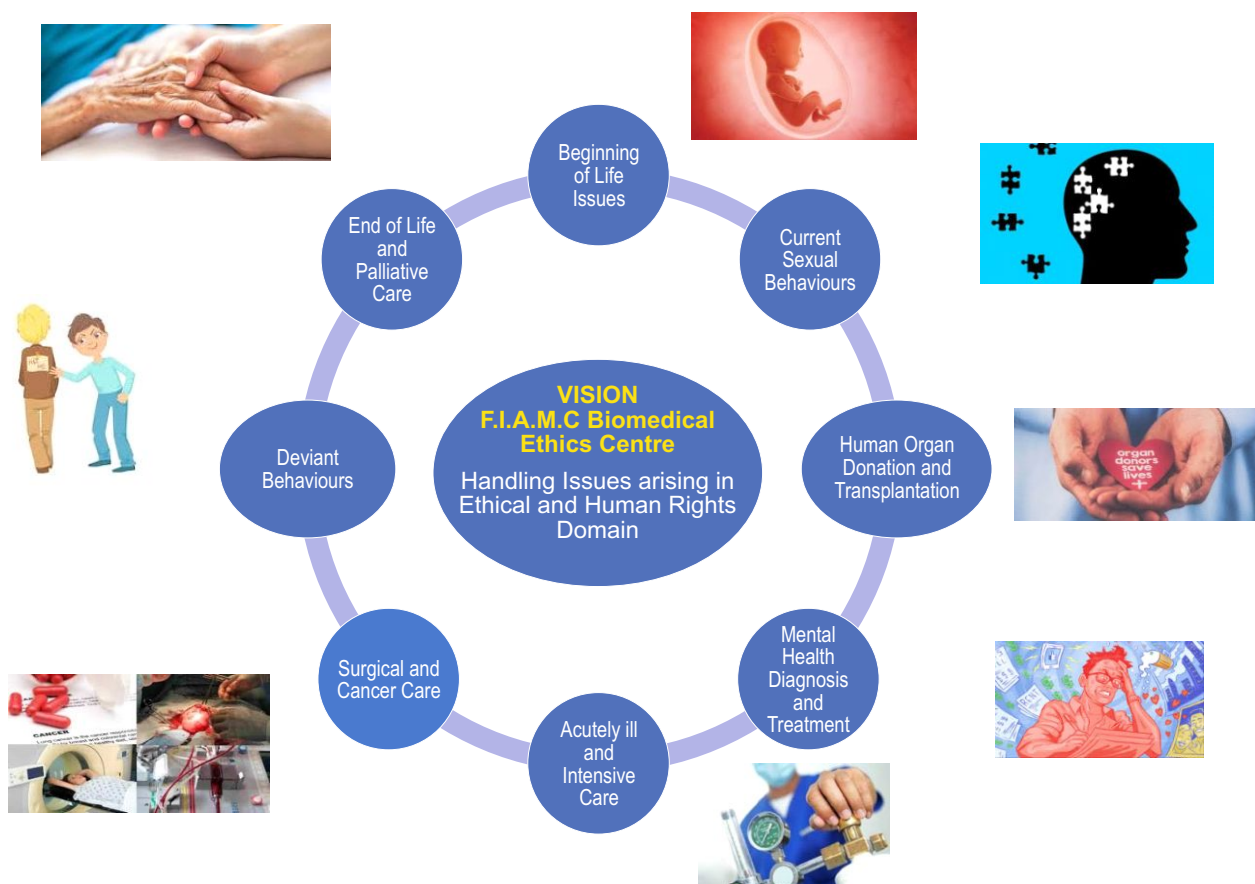 Beginning
of Life
Issues
End of Life
and
Palliative
Care
Current
Sexual
Behaviours
VISION
F.I.A.M.C Biomedical
Ethics Centre
Handling Issues arising in
Ethical and Human Rights
Domain
Deviant
Behaviours
Human Organ
Donation and
Transplantation
organ
donors
save
lives
Surgical and
Cancer Care
Mental
Health
Diagnosis
and
Treatment
Acutely ill
and
Intensive
Care
CANCER